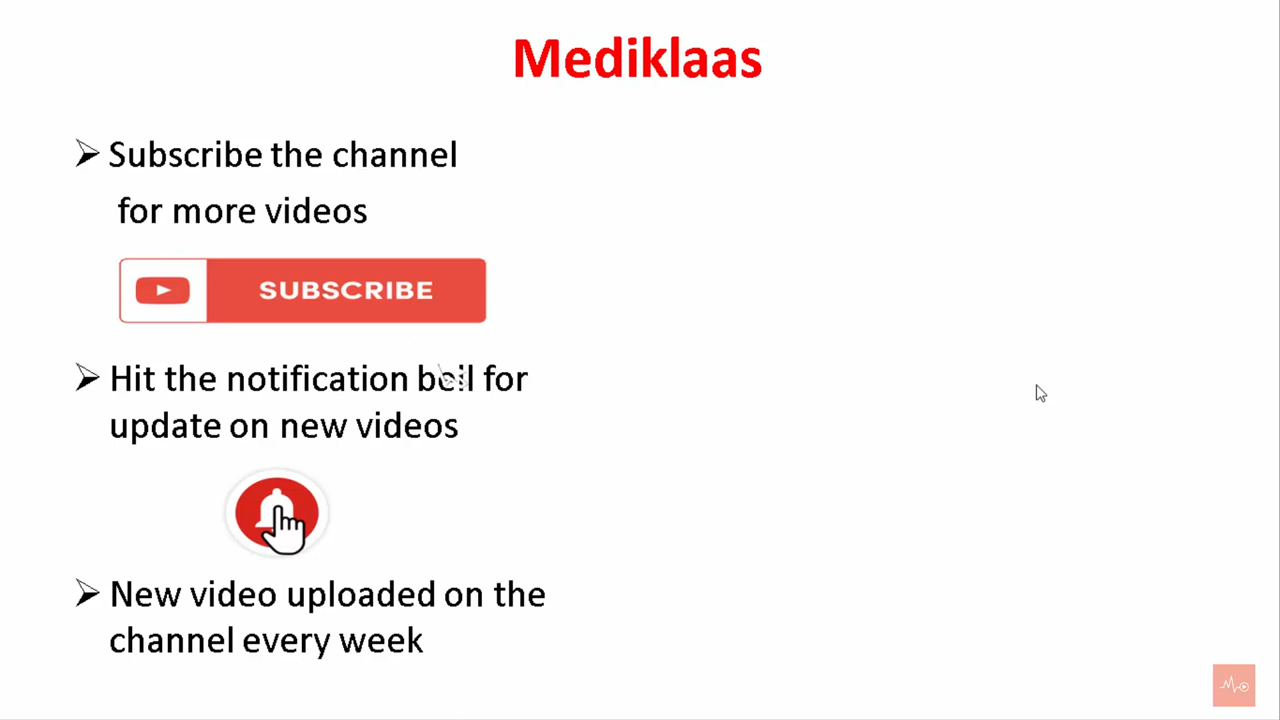 Mediklaas
Subscribe the channel
for more videos
SUBSCRIBE
Hit the notification bell for
update on new videos
New video uploaded on the
channel every week